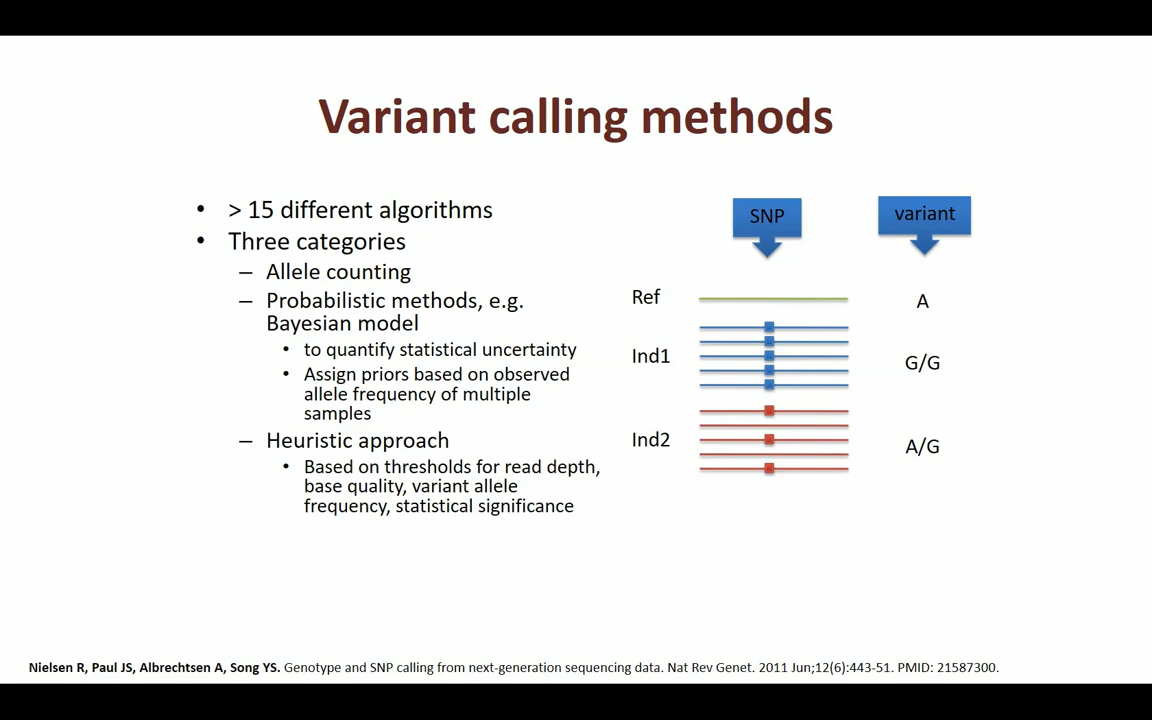 Variant calling methods
• > 15 different algorithms
• Three categories
– Allele counting
– Probabilistic methods, e.g.
Bayesian model
• to quantify statistical uncertainty
• Assign priors based on observed
allele frequency of multiple
samples
– Heuristic approach
• Based on thresholds for read depth,
base quality, variant allele
frequency, statistical significance
SNP variant
Ref A
Ind1 G/G
Ind2 A/G
Nielsen R, Paul JS, Albrechtsen A, Song YS. Genotype and SNP calling from next-generation sequencing data. Nat Rev Genet. 2011 Jun;12(6):443-51. PMID: 21587300.